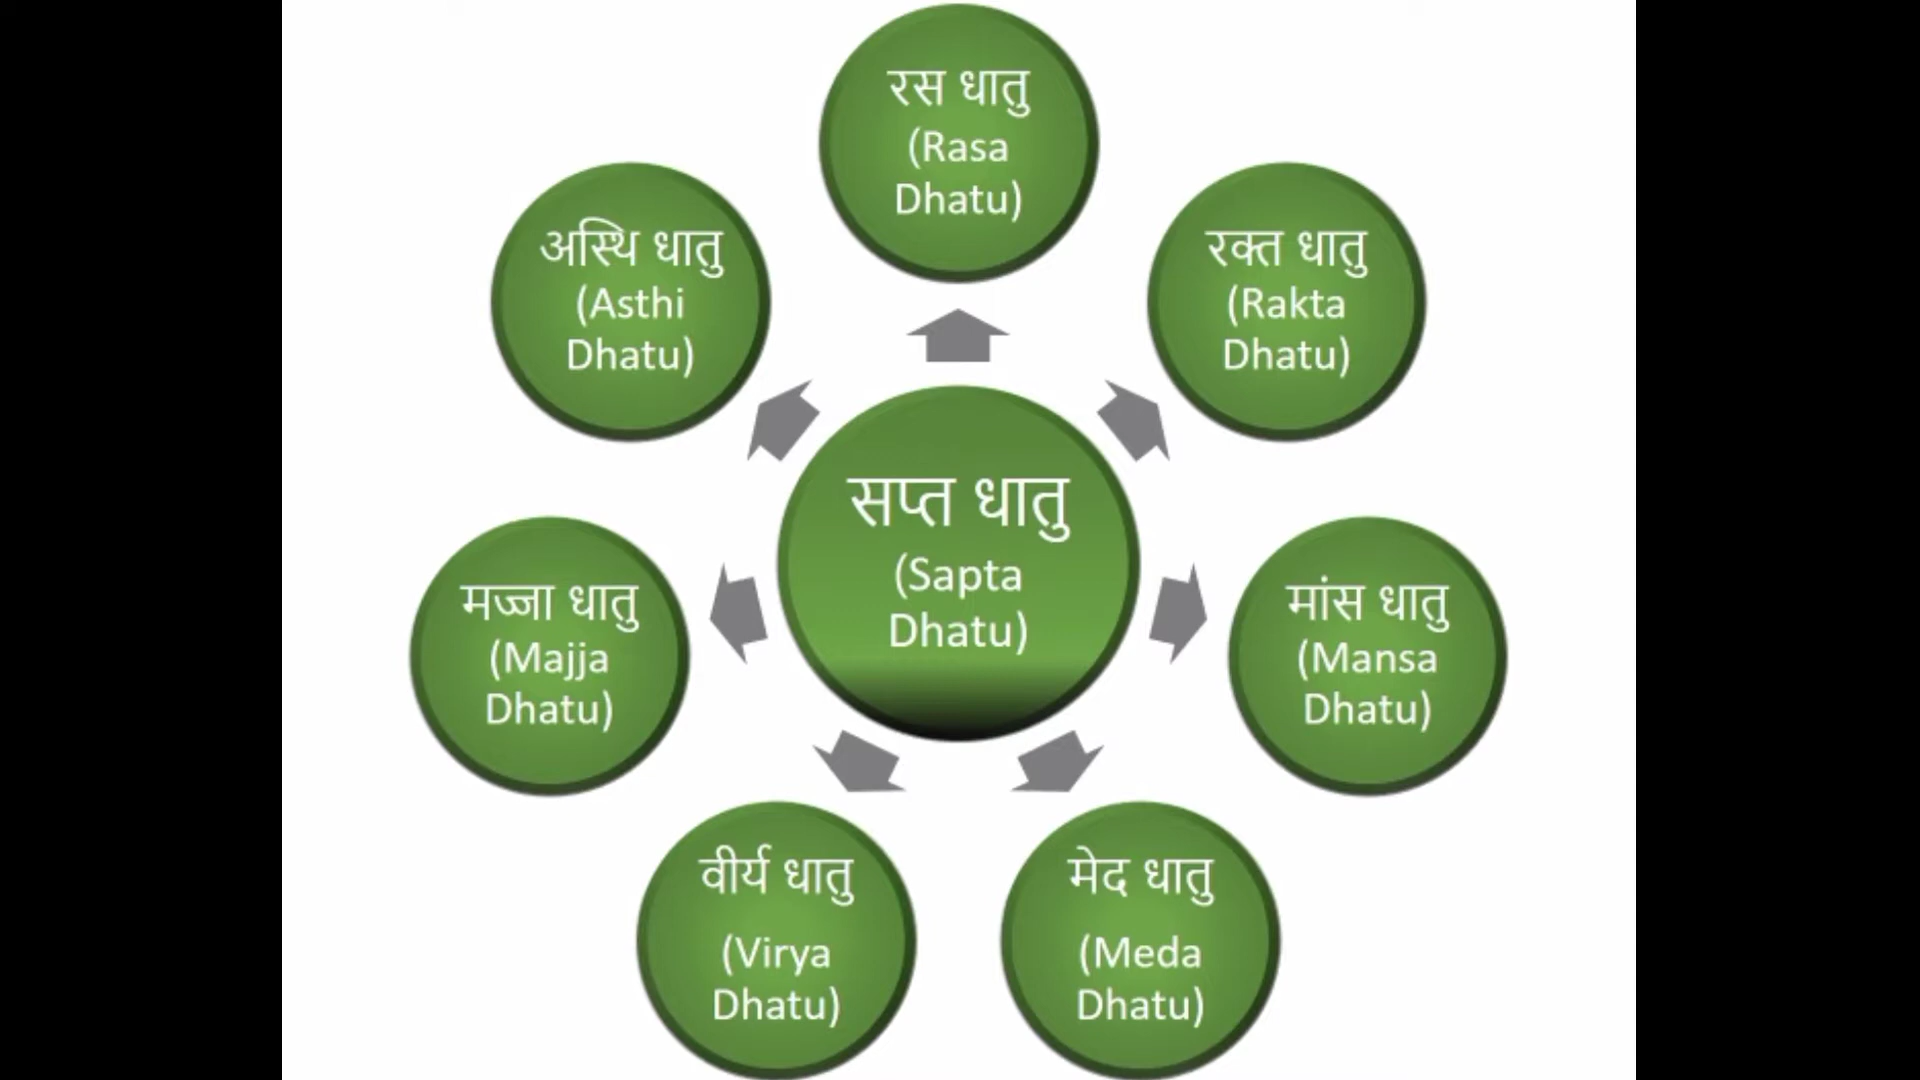 रस धातु
(Rasa
Dhatu)
रक्त धातु
(Rakta
Dhatu)
मांस धातु
(Mansa
Dhatu)
मेद धातु
(Meda
Dhatu)
वीर्य धातु
(Virya
Dhatu)
मज्जा धातु
(Majja
Dhatu)
अस्थि धातु
(Asthi
Dhatu)
सप्त धातु
(Sapta
Dhatu)